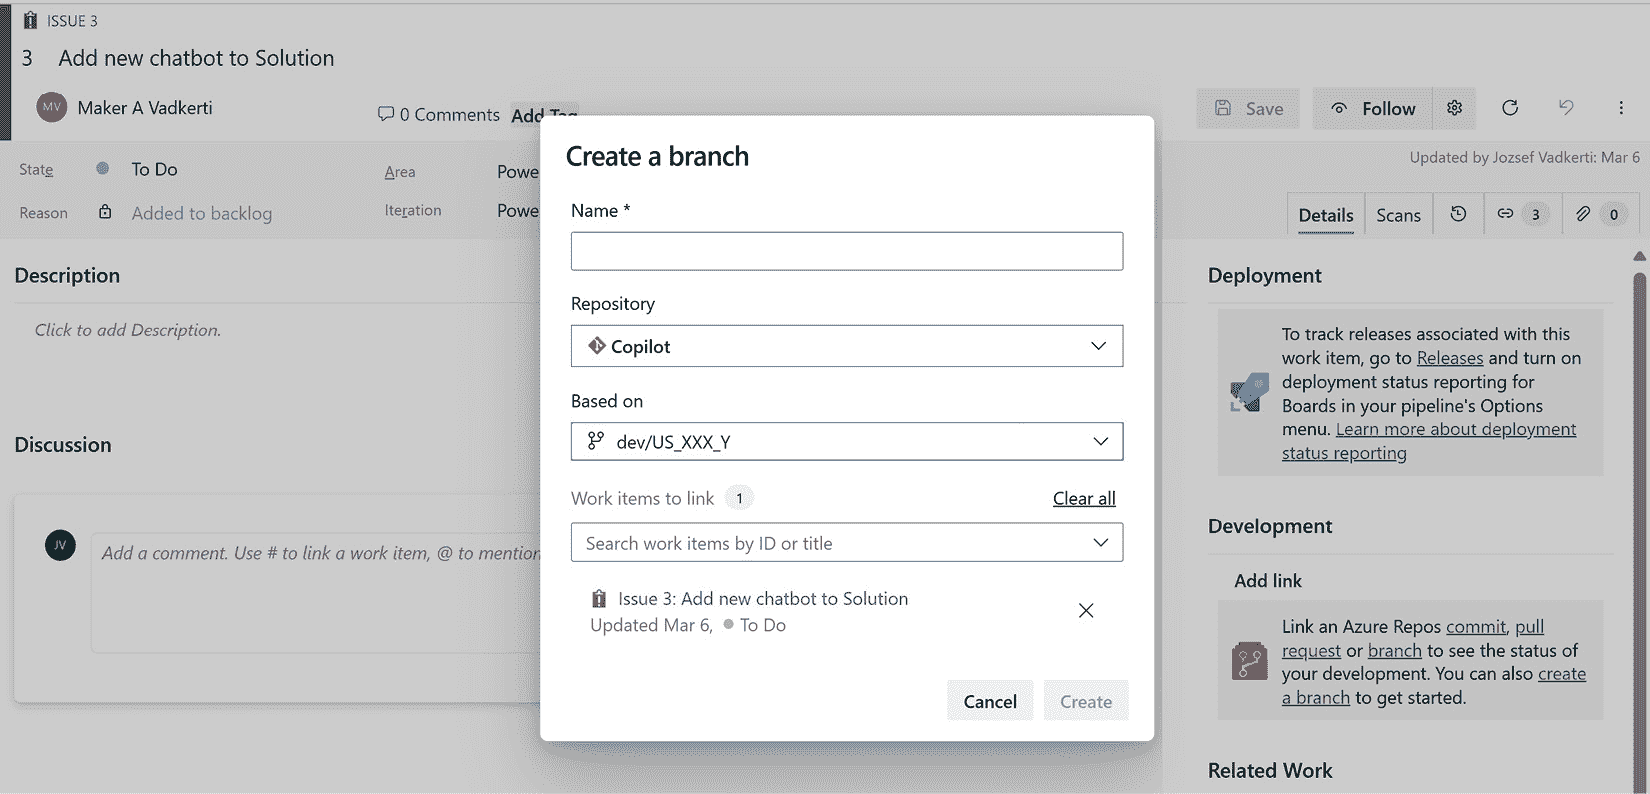 ISSUE 3
3 Add new chatbot to Solution
MV Maker A Vadkerti
0 Comments Add Tag
Save
Follow
State To Do
Reason Added to backlog
Area Powe
Iteration Powe
Updated by Jozsef Vadkerti: Mar 6
Details Scans 3 0
Description
Click to add Description.
Discussion
JV Add a comment. Use # to link a work item, @ to mention
Create a branch
Name *
Repository
Copilot
Based on
dev/US_XXX_Y
Work items to link 1 Clear all
Search work items by ID or title
Issue 3: Add new chatbot to Solution
Updated Mar 6, To Do
Cancel Create
Deployment
To track releases associated with this
work item, go to Releases and turn on
deployment status reporting for
Boards in your pipeline's Options
menu. Learn more about deployment
status reporting
Development
Add link
Link an Azure Repos commit, pull
request or branch to see the status of
your development. You can also create
a branch to get started.
Related Work